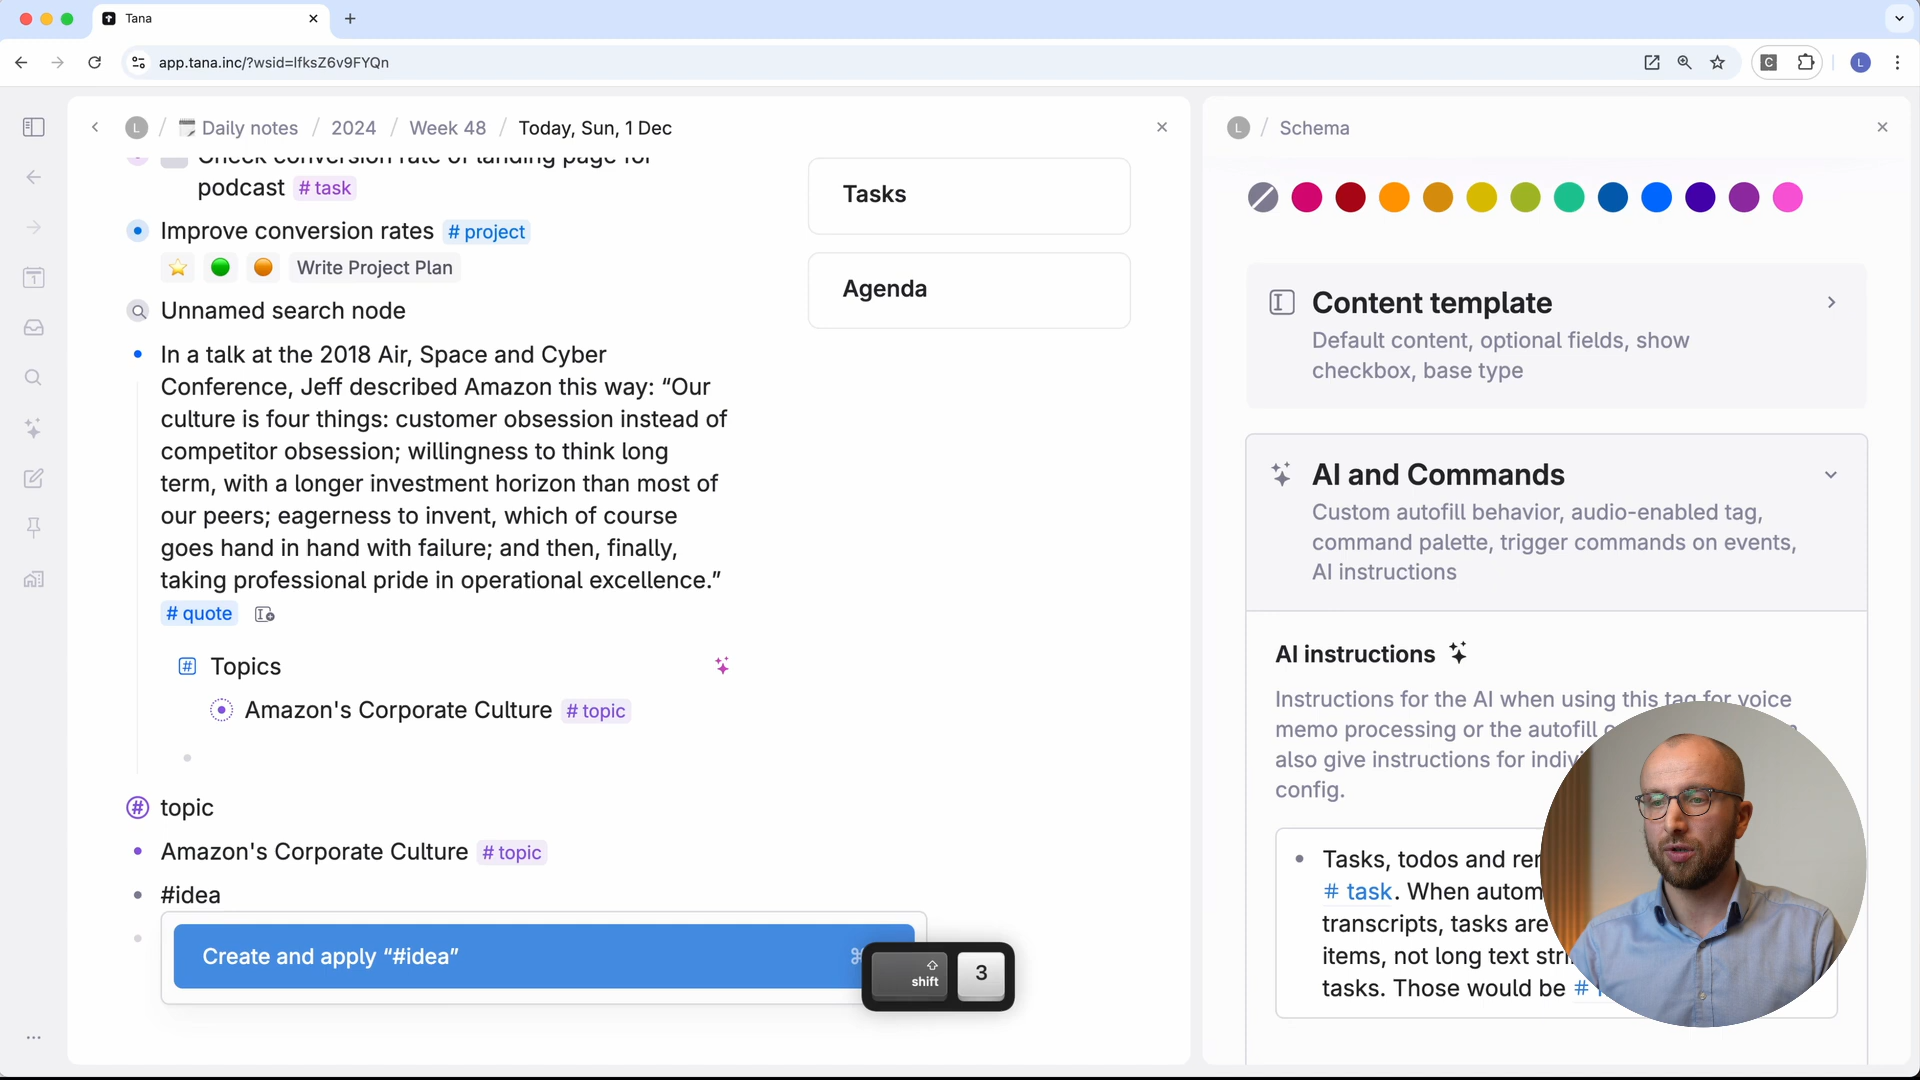 Tana
app.tana.inc/?wsid=IfksZ6v9FYQn
C
L
L / Daily notes / 2024 / Week 48 / Today, Sun, 1 Dec
Check conversion rate of landing page for
podcast # task
Improve conversion rates # project
Write Project Plan
Unnamed search node
In a talk at the 2018 Air, Space and Cyber
Conference, Jeff described Amazon this way: “Our
culture is four things: customer obsession instead of
competitor obsession; willingness to think long
term, with a longer investment horizon than most of
our peers; eagerness to invent, which of course
goes hand in hand with failure; and then, finally,
taking professional pride in operational excellence.”
# quote
Topics
Amazon's Corporate Culture # topic
topic
Amazon's Corporate Culture # topic
#idea
Create and apply “#idea”
shift 3
Tasks
Agenda
L / Schema
Content template
Default content, optional fields, show
checkbox, base type
AI and Commands
Custom autofill behavior, audio-enabled tag,
command palette, trigger commands on events,
AI instructions
AI instructions
Instructions for the AI when using this tag for voice
memo processing or the autofill
also give instructions for
config.
Tasks, todos and
# task. When
transcripts, tasks are
items, not long text
tasks. Those would be #